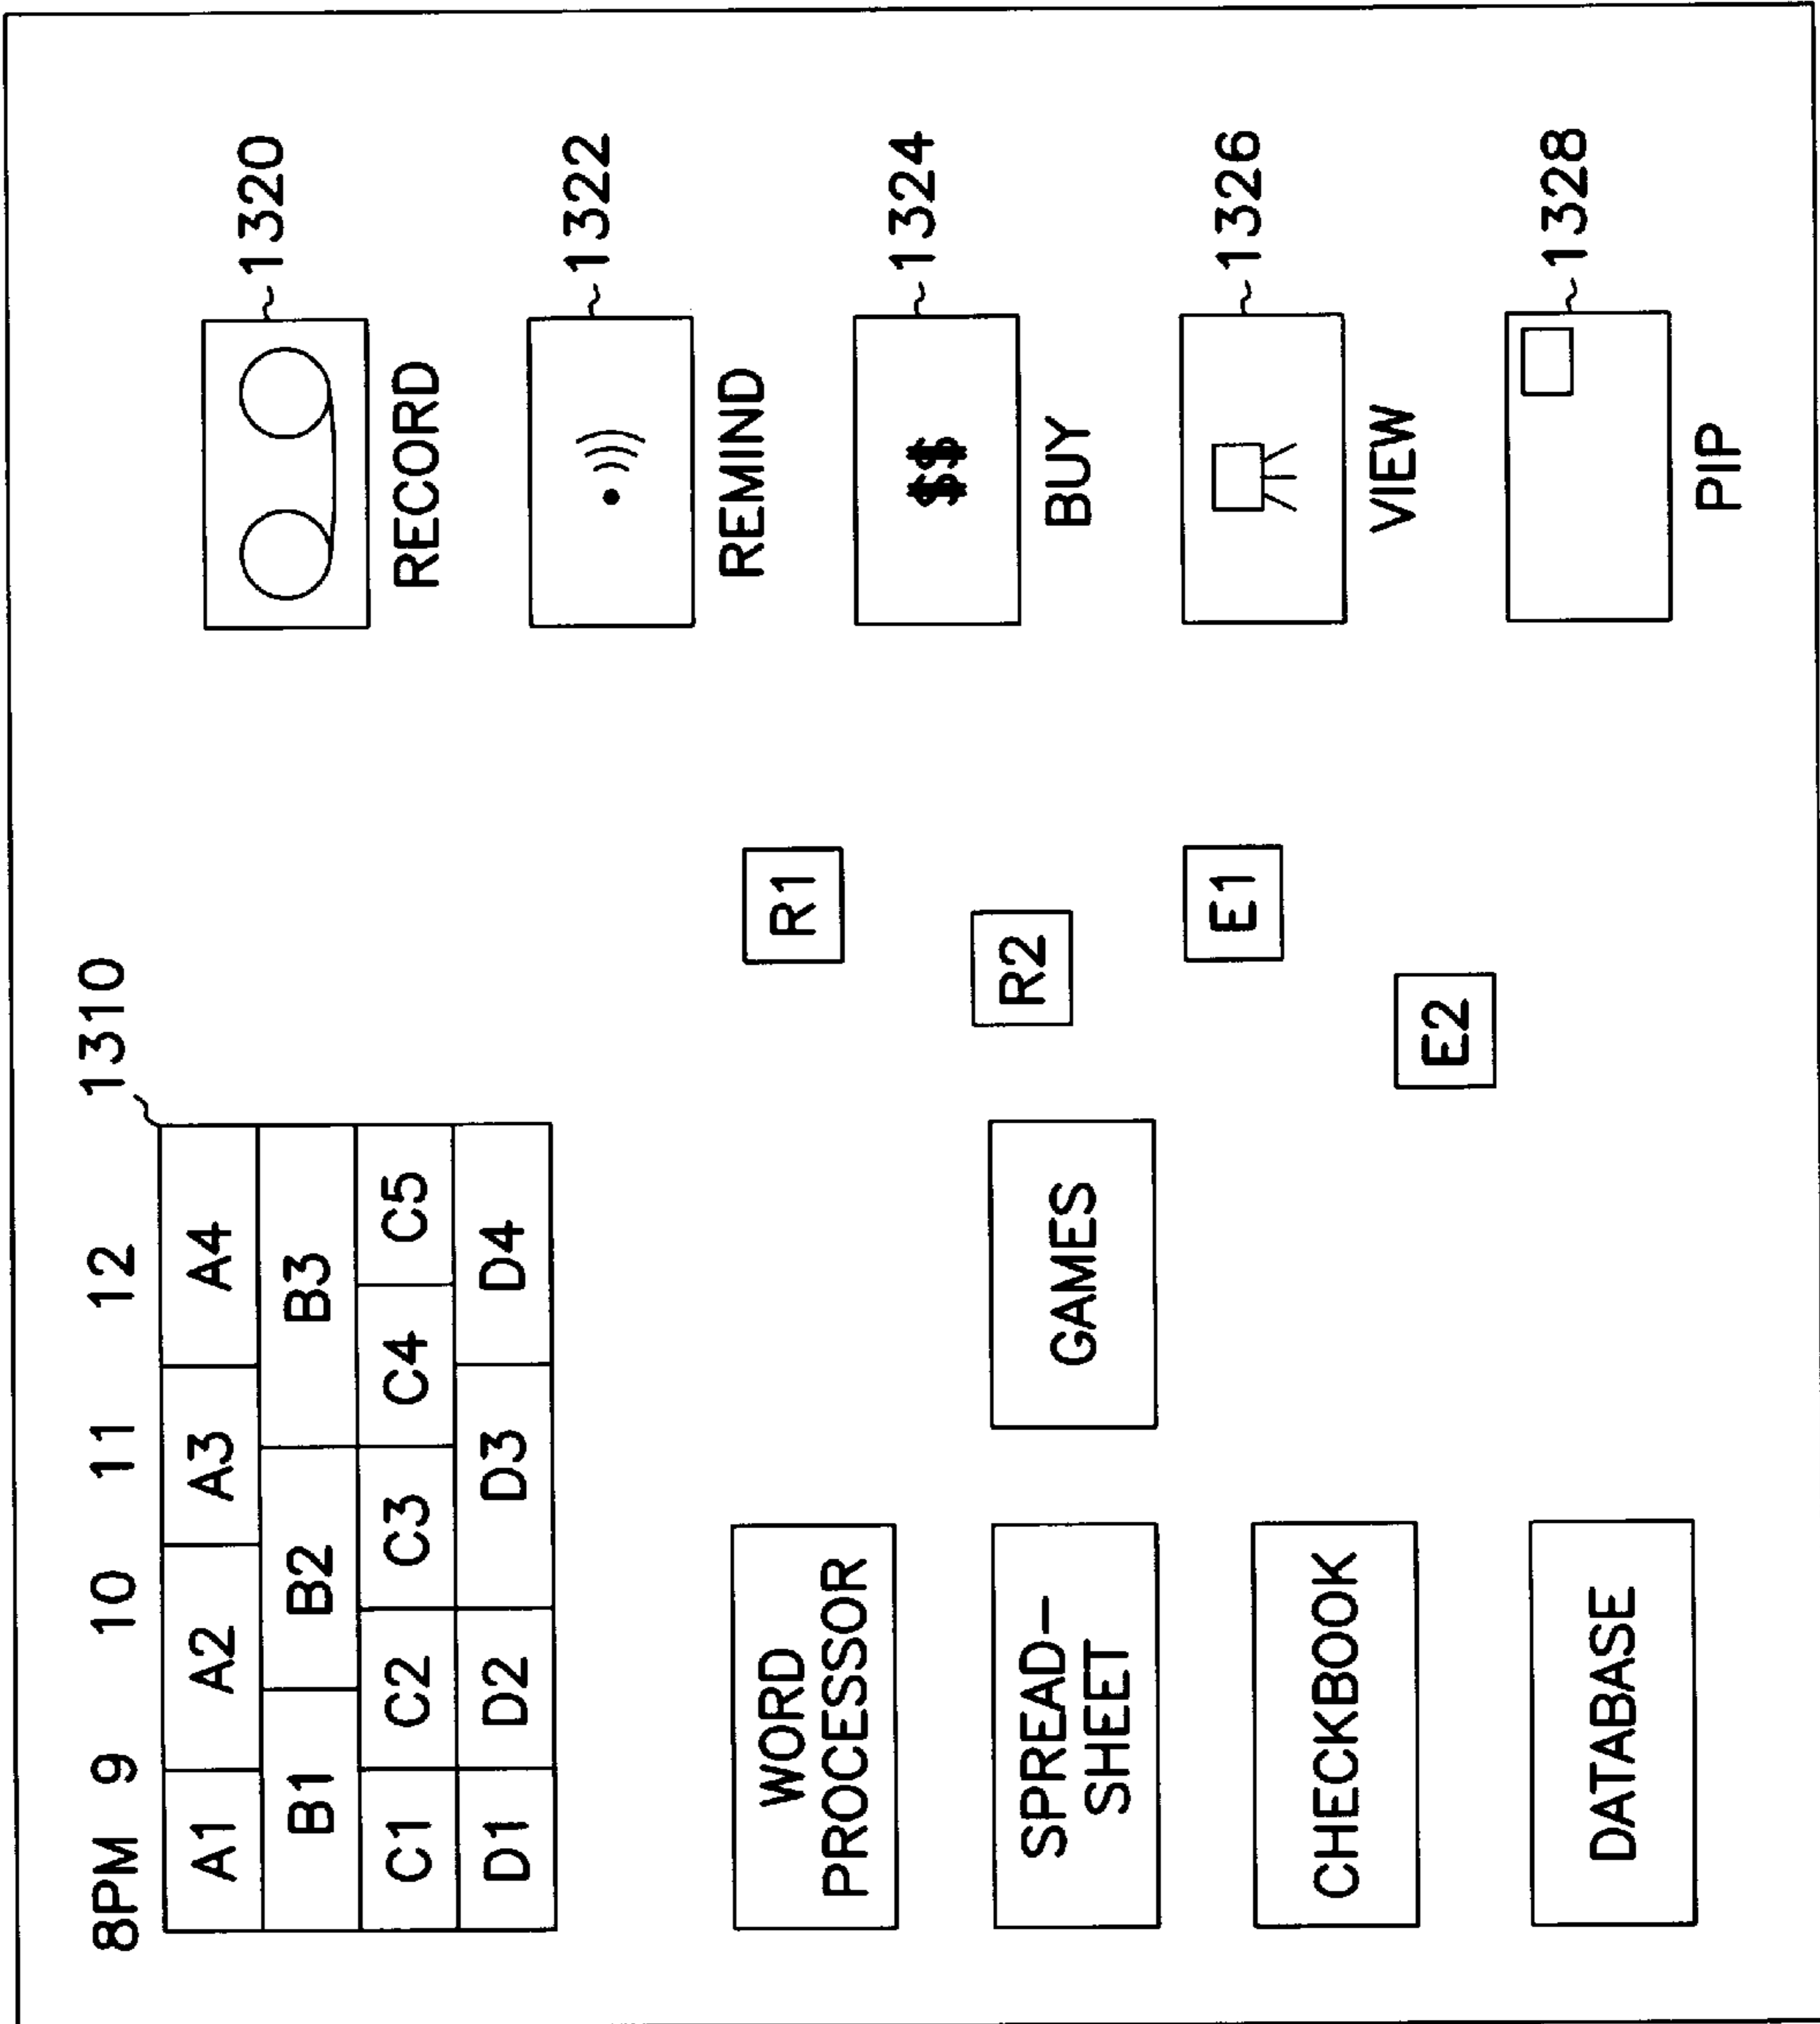 1310
8PM 9 10 11 12
A1 A2 A3 A4
B1 B2 B3
C1 C2 C3 C4 C5
D1 D2 D3 D4
1320
RECORD
1322
REMIND
1324
$$
BUY
1326
VIEW
1328
PIP
R1
R2
E1
E2
WORD
PROCESSOR
SPREAD-
SHEET
GAMES
CHECKBOOK
DATABASE